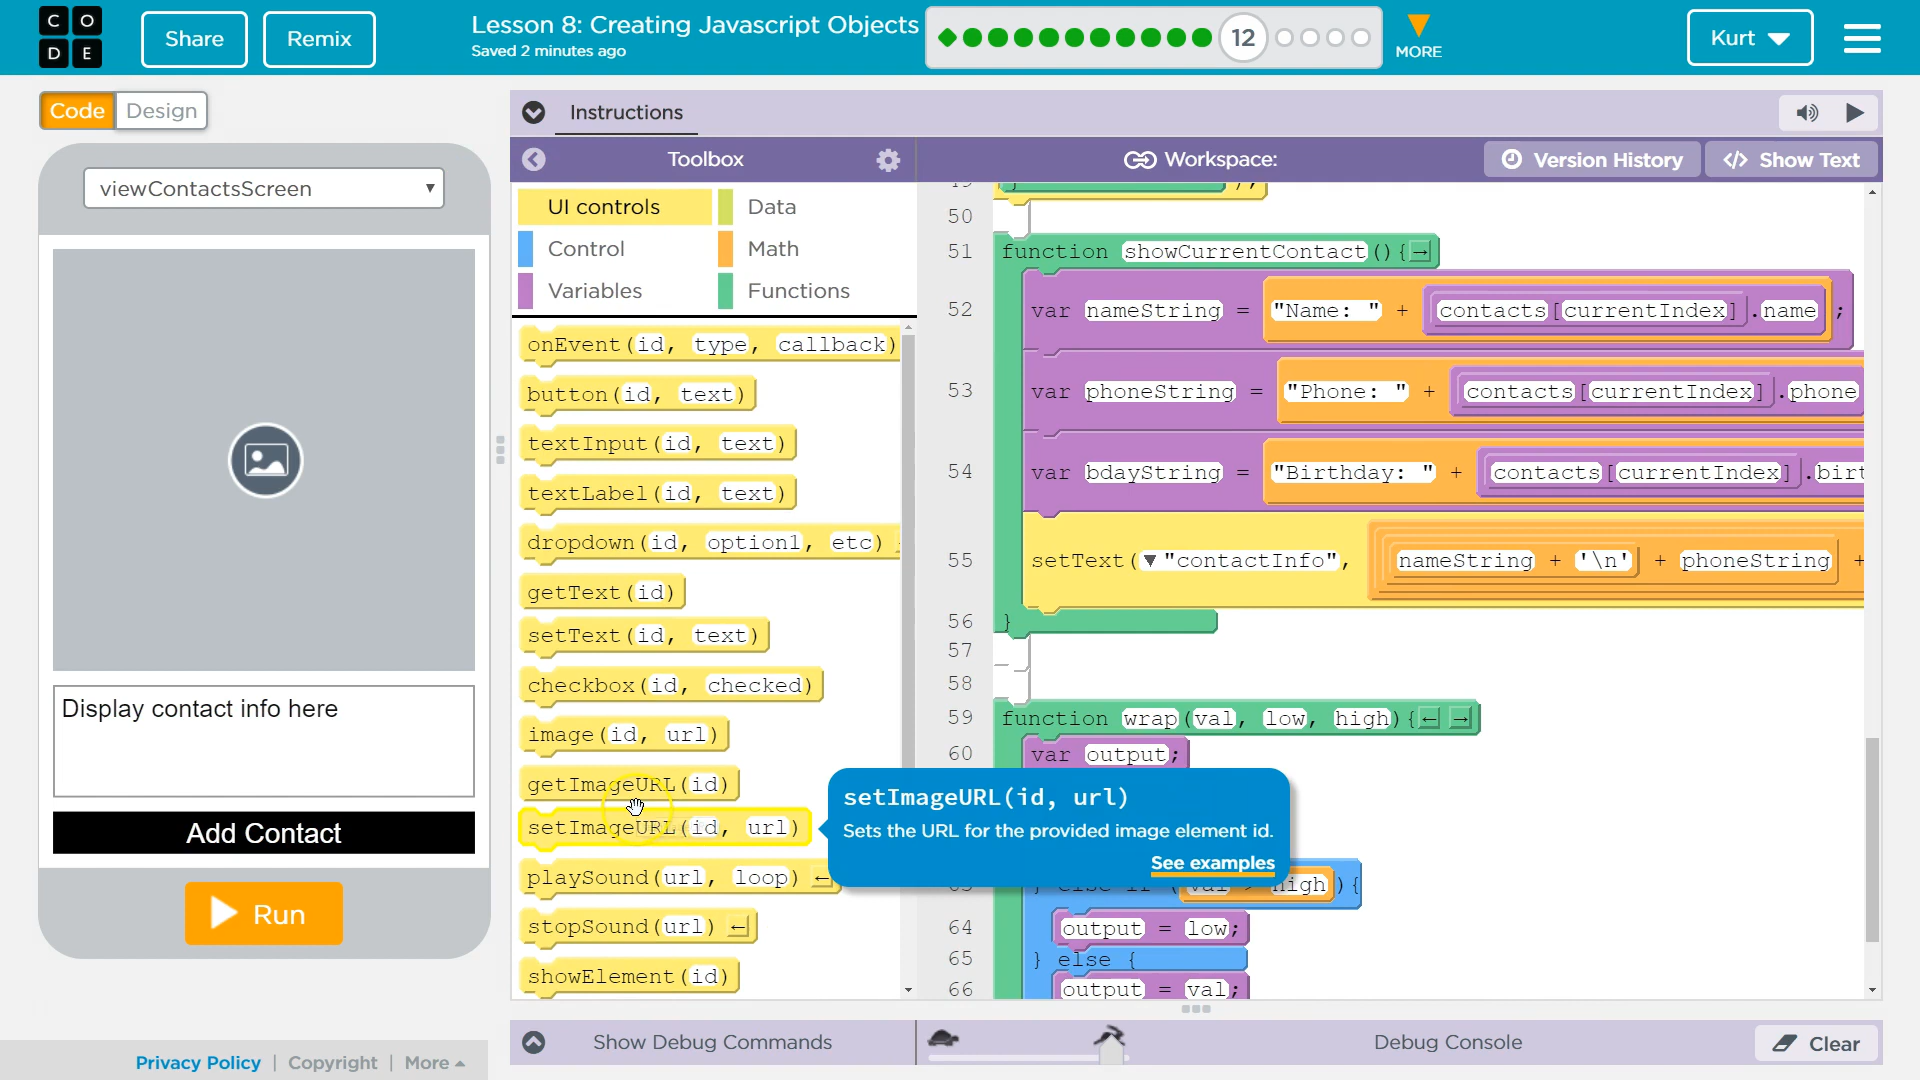 C O
D E
Share
Remix
Lesson 8: Creating Javascript Objects
Saved 2 minutes ago
12
MORE
Kurt
Code
Design
Instructions
viewContactsScreen
Toolbox
Workspace:
Version History
</> Show Text
UI controls
Data
Control
Math
Variables
Functions
onEvent(id, type, callback)
button(id, text)
textInput(id, text)
textLabel(id, text)
dropdown(id, option1, etc)
getText(id)
setText(id, text)
checkbox(id, checked)
image(id, url)
getImageURL(id)
setImageURL(id, url)
playSound(url, loop) ←
stopSound(url) ←
showElement(id)
50
51 function showCurrentContact(){→
52 var nameString = "Name: " + contacts[currentIndex].name;
53 var phoneString = "Phone: " + contacts[currentIndex].phone
54 var bdayString = "Birthday: " + contacts[currentIndex].birt
55 setText(▼"contactInfo", nameString + '\n' + phoneString +
56 }
57
58
59 function wrap(val, low, high){← →
60 var output;
setImageURL(id, url)
Sets the URL for the provided image element id.
See examples
high){
64 output = low;
65 } else {
66 output = val;
Display contact info here
Add Contact
Run
Show Debug Commands
Debug Console
Clear
Privacy Policy | Copyright | More